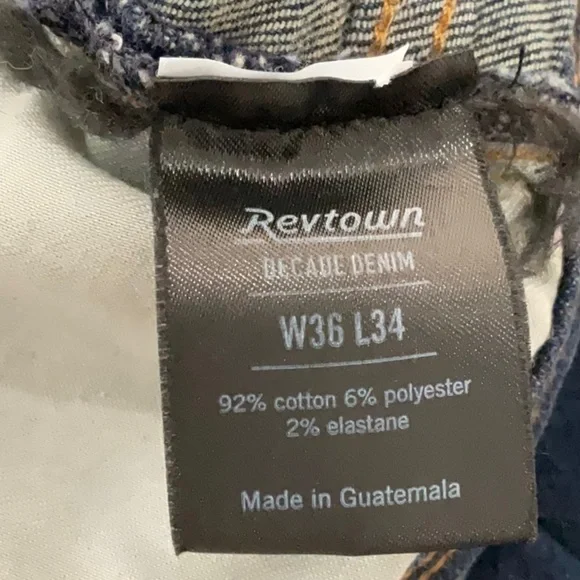 Revtown
DECADE DENIM
W36 L34
92% cotton 6% polyester
2% elastane
Made in Guatemala